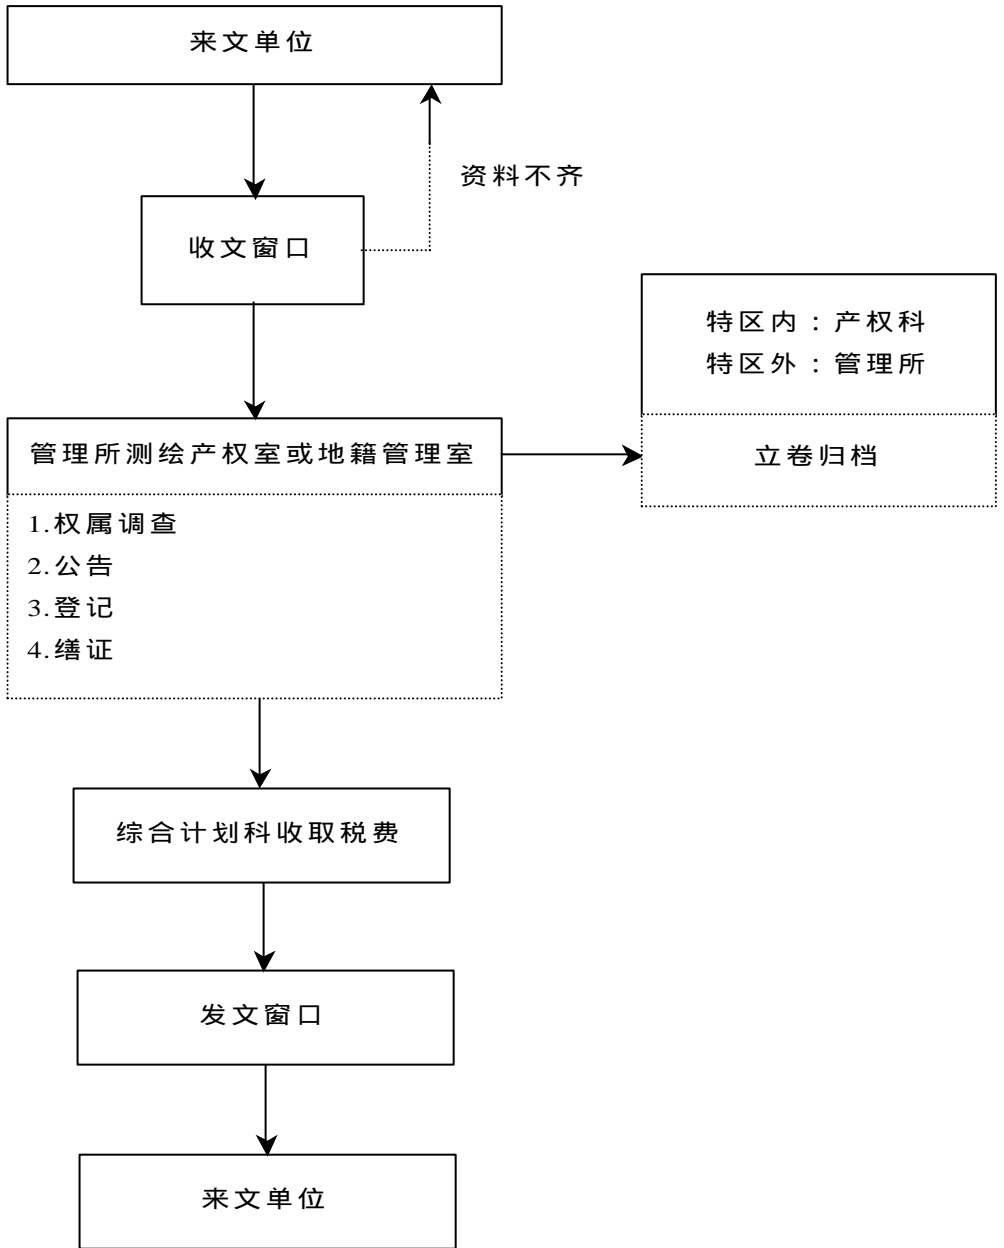 来文单位
资料不齐
收文窗口
特区内：产权科
特区外：管理所
管理所测绘产权室或地籍管理室
立卷归档
1.权属调查
2.公告
3.登记
4.缮证
综合计划科收取税费
发文窗口
来文单位